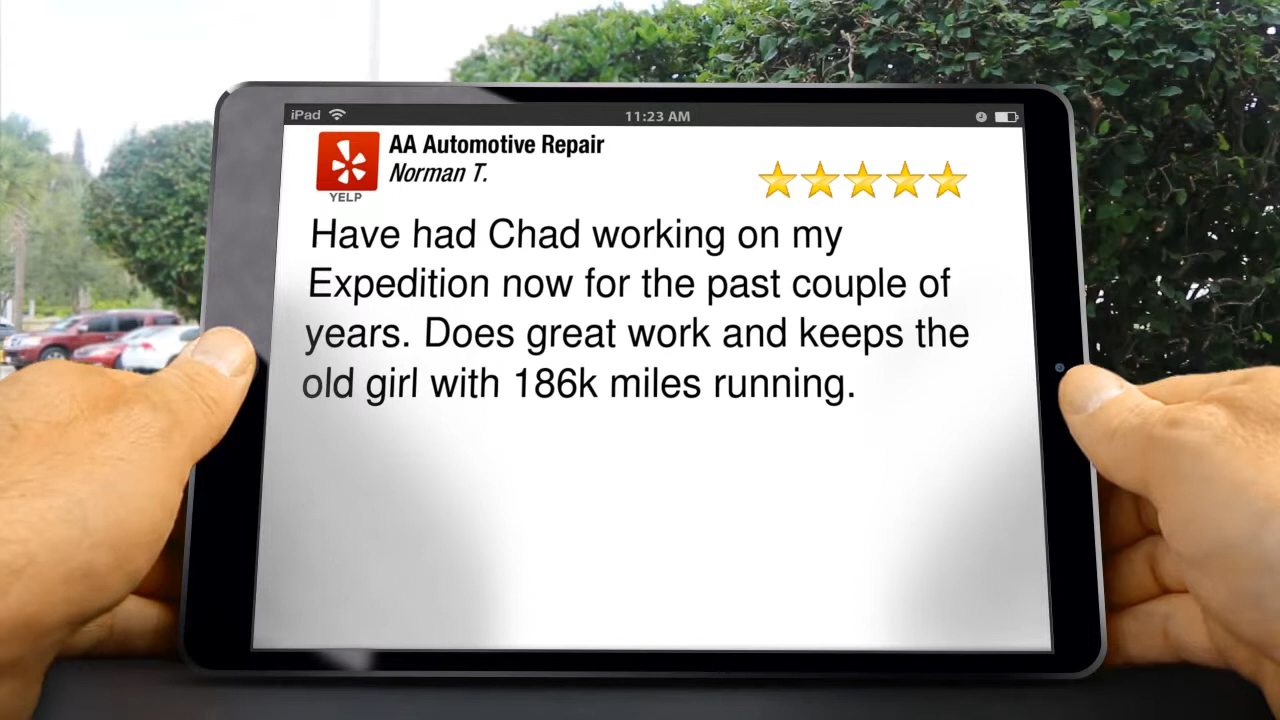 iPad 11:23 AM
AA Automotive Repair
Norman T.
YELP
Have had Chad working on my
Expedition now for the past couple of
years. Does great work and keeps the
old girl with 186k miles running.